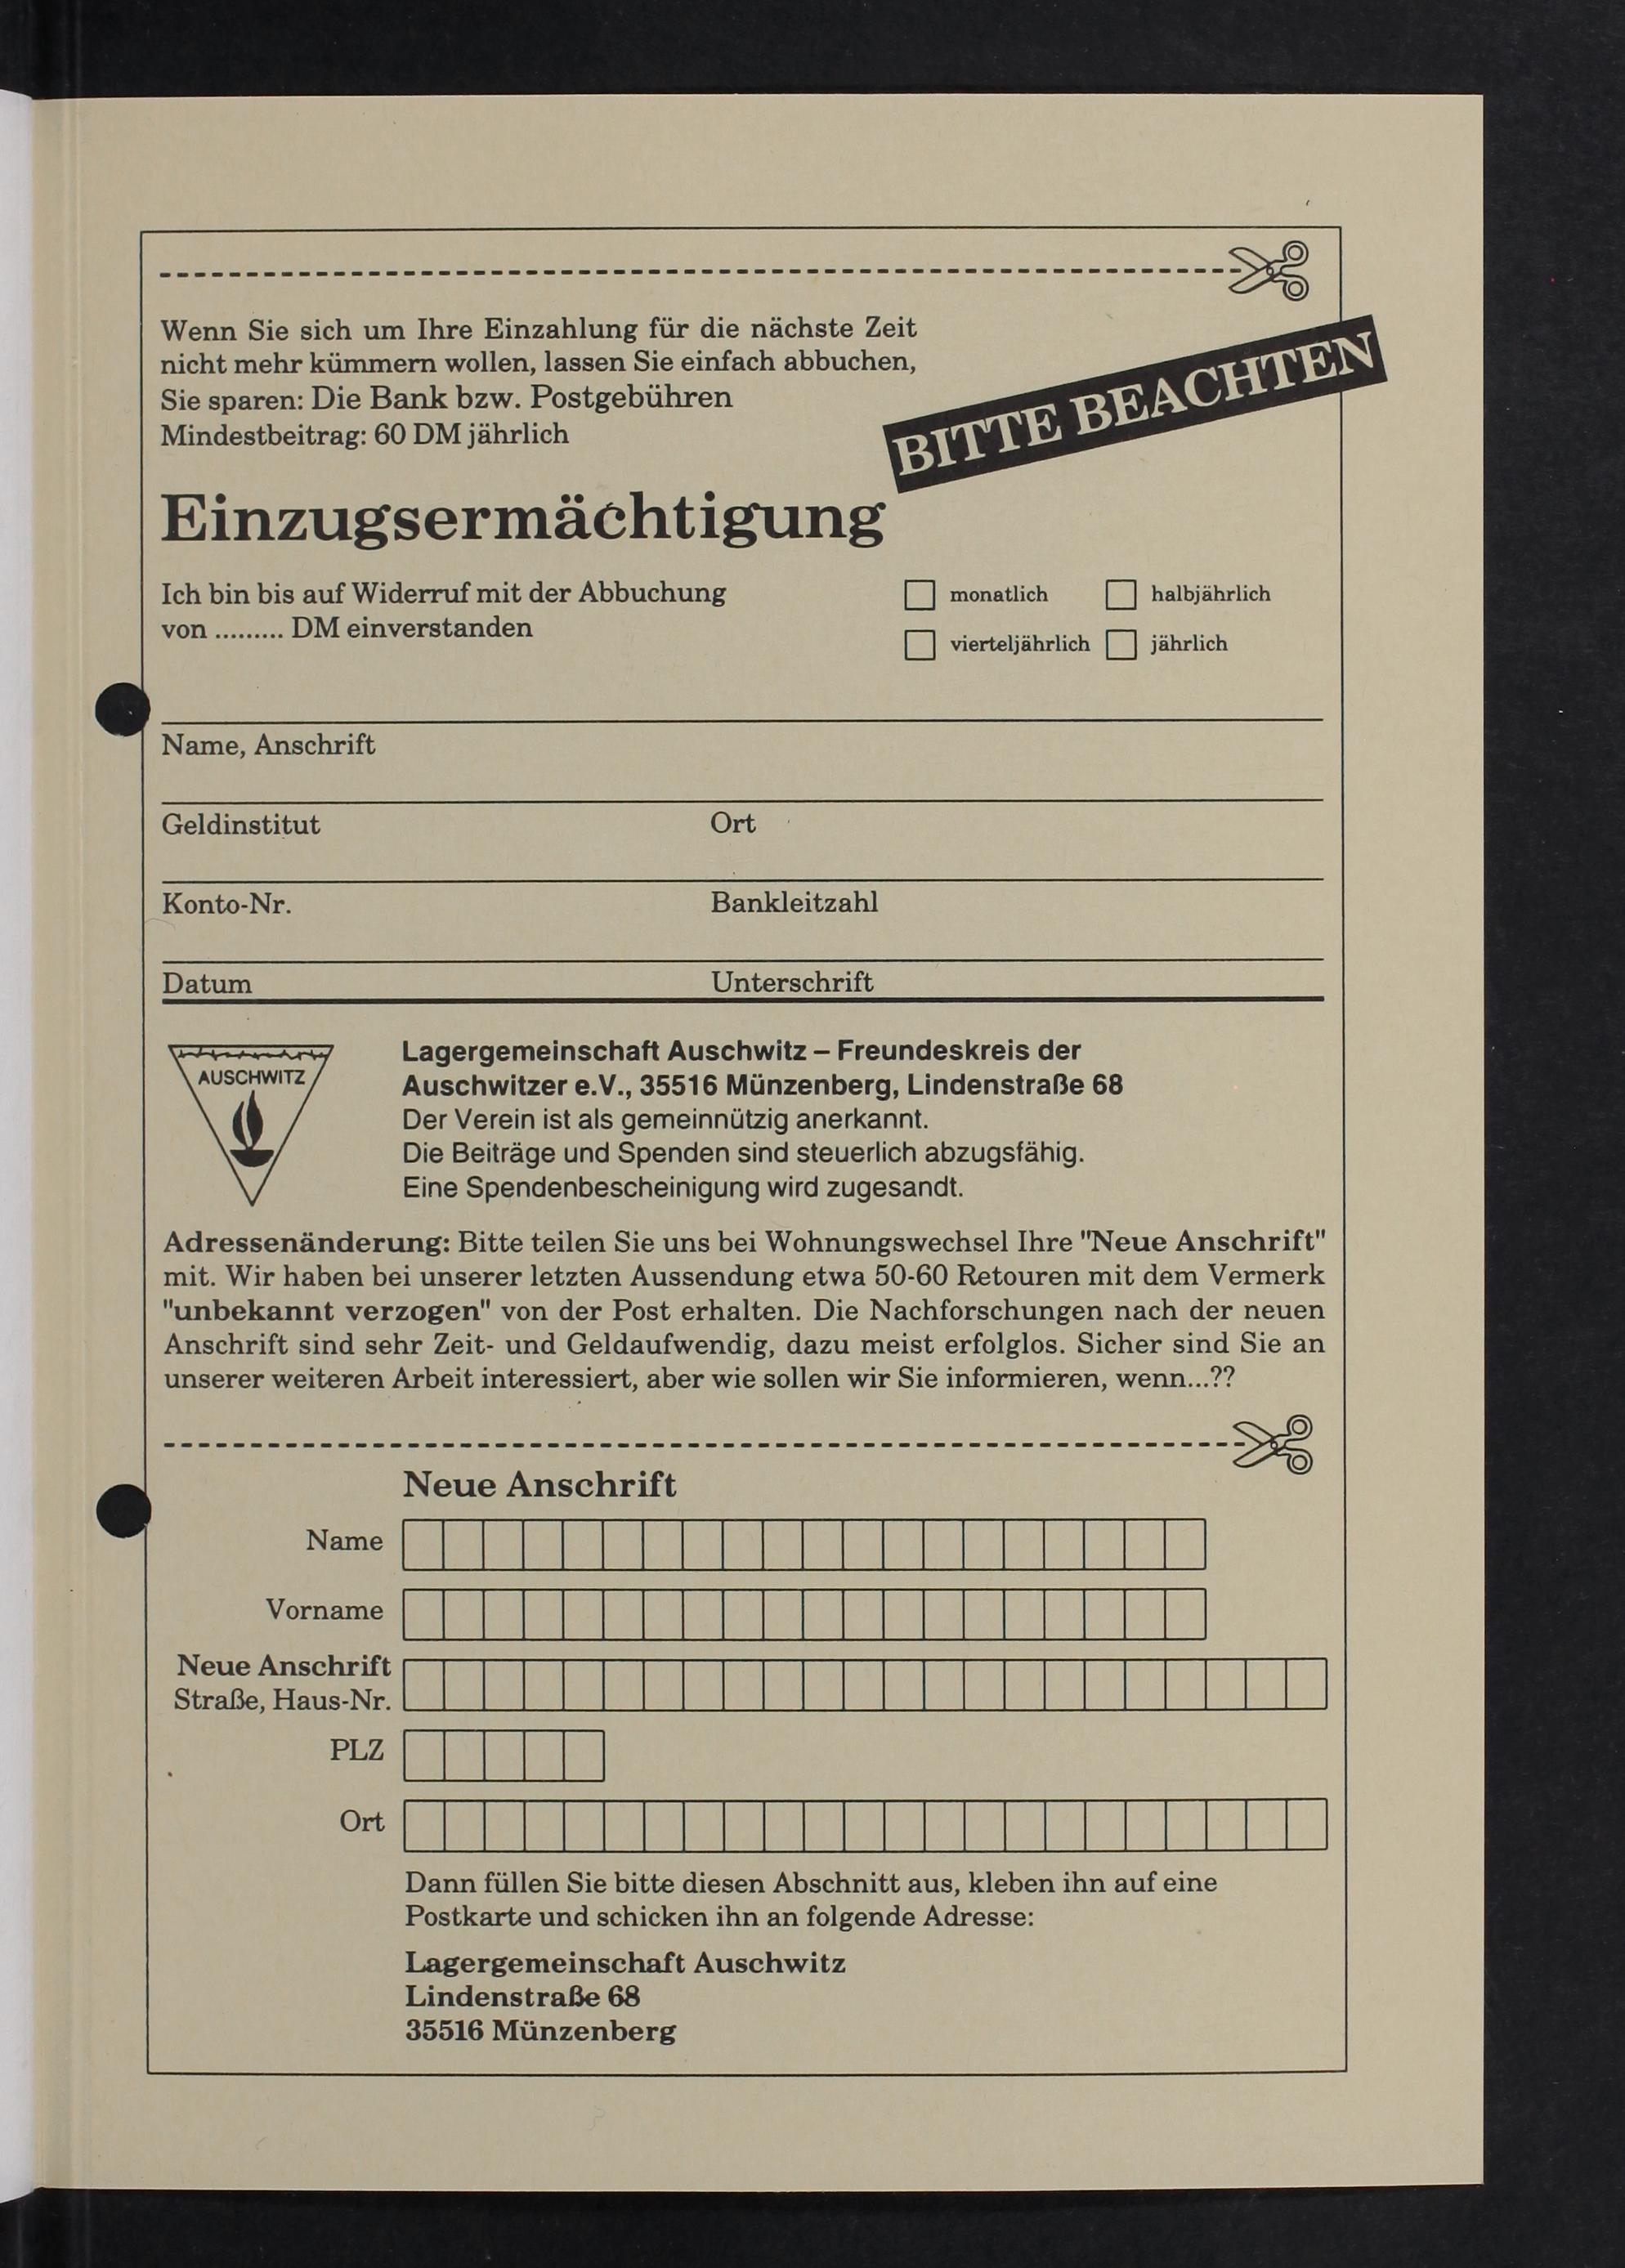 Wenn Sie sich um Ihre Einzahlung für die nächste Zeit
nicht mehr kümmern wollen, lassen Sie einfach abbuchen,
Sie sparen: Die Bank bzw. Postgebühren
Mindestbeitrag: 60 DM jährlich
BITTE BEACHTEN
Einzugsermächtigung
Ich bin bis auf Widerruf mit der Abbuchung
von ......... DM einverstanden
monatlich halbjährlich
vierteljährlich jährlich
Name, Anschrift
Geldinstitut Ort
Konto-Nr. Bankleitzahl
Datum Unterschrift
AUSCHWITZ
Lagergemeinschaft Auschwitz – Freundeskreis der
Auschwitzer e.V., 35516 Münzenberg, Lindenstraße 68
Der Verein ist als gemeinnützig anerkannt.
Die Beiträge und Spenden sind steuerlich abzugsfähig.
Eine Spendenbescheinigung wird zugesandt.
Adressenänderung: Bitte teilen Sie uns bei Wohnungswechsel Ihre "Neue Anschrift"
mit. Wir haben bei unserer letzten Aussendung etwa 50-60 Retouren mit dem Vermerk
"unbekannt verzogen" von der Post erhalten. Die Nachforschungen nach der neuen
Anschrift sind sehr Zeit- und Geldaufwendig, dazu meist erfolglos. Sicher sind Sie an
unserer weiteren Arbeit interessiert, aber wie sollen wir Sie informieren, wenn...??
Neue Anschrift
Name
Vorname
Neue Anschrift
Straße, Haus-Nr.
PLZ
Ort
Dann füllen Sie bitte diesen Abschnitt aus, kleben ihn auf eine
Postkarte und schicken ihn an folgende Adresse:
Lagergemeinschaft Auschwitz
Lindenstraße 68
35516 Münzenberg